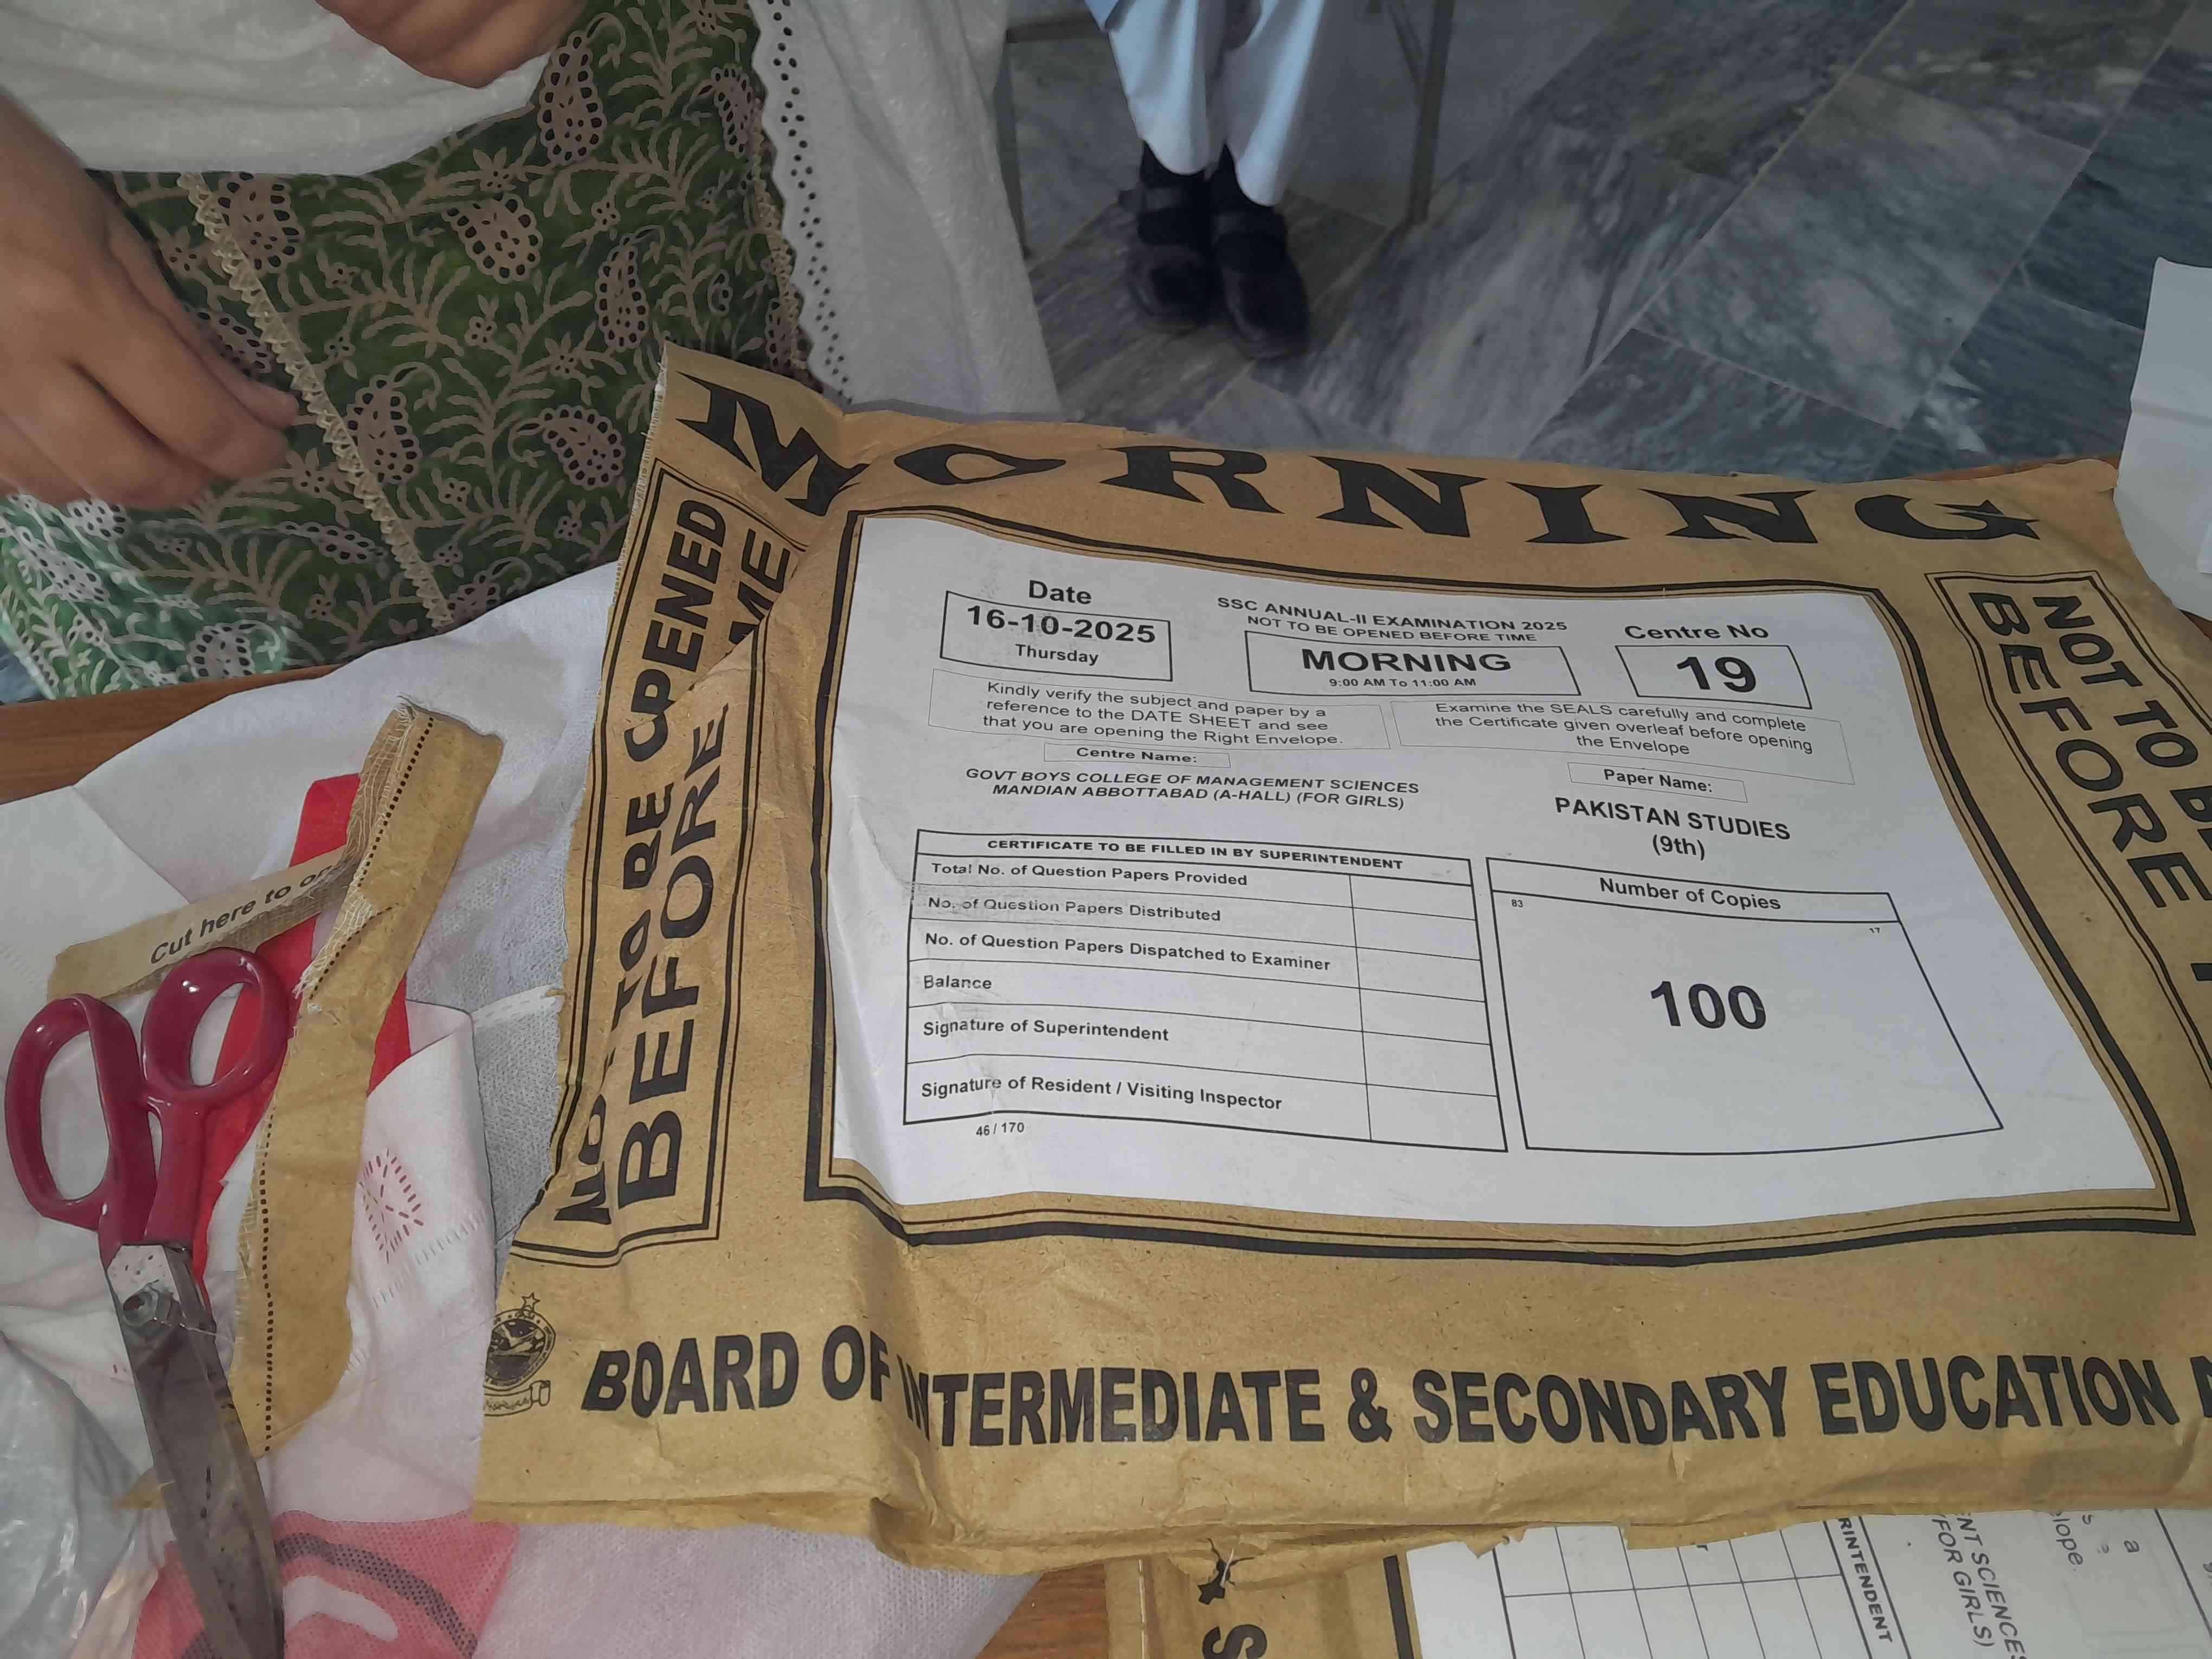 MORNING
NOT TO BE OPENED
BEFORE
ME
Date
16-10-2025
Thursday
SSC ANNUAL-II EXAMINATION 2025
NOT TO BE OPENED BEFORE TIME
MORNING
9:00 AM To 11:00 AM
Centre No
19
Kindly verify the subject and paper by a
reference to the DATE SHEET and see
that you are opening the Right Envelope.
Examine the SEALS carefully and complete
the Certificate given overleaf before opening
the Envelope
Centre Name:
GOVT BOYS COLLEGE OF MANAGEMENT SCIENCES
MANDIAN ABBOTTABAD (A-HALL) (FOR GIRLS)
Paper Name:
PAKISTAN STUDIES
(9th)
CERTIFICATE TO BE FILLED IN BY SUPERINTENDENT
Total No. of Question Papers Provided
No. of Question Papers Distributed
No. of Question Papers Dispatched to Examiner
Balance
Signature of Superintendent
Signature of Resident / Visiting Inspector
46 / 170
Number of Copies
83
17
100
NOT TO BE
BEFORE
Cut here to
BOARD OF INTERMEDIATE & SECONDARY EDUCATION
RINTENDENT
NT SCIENCES
(FOR GIRLS)
lope.
a
S